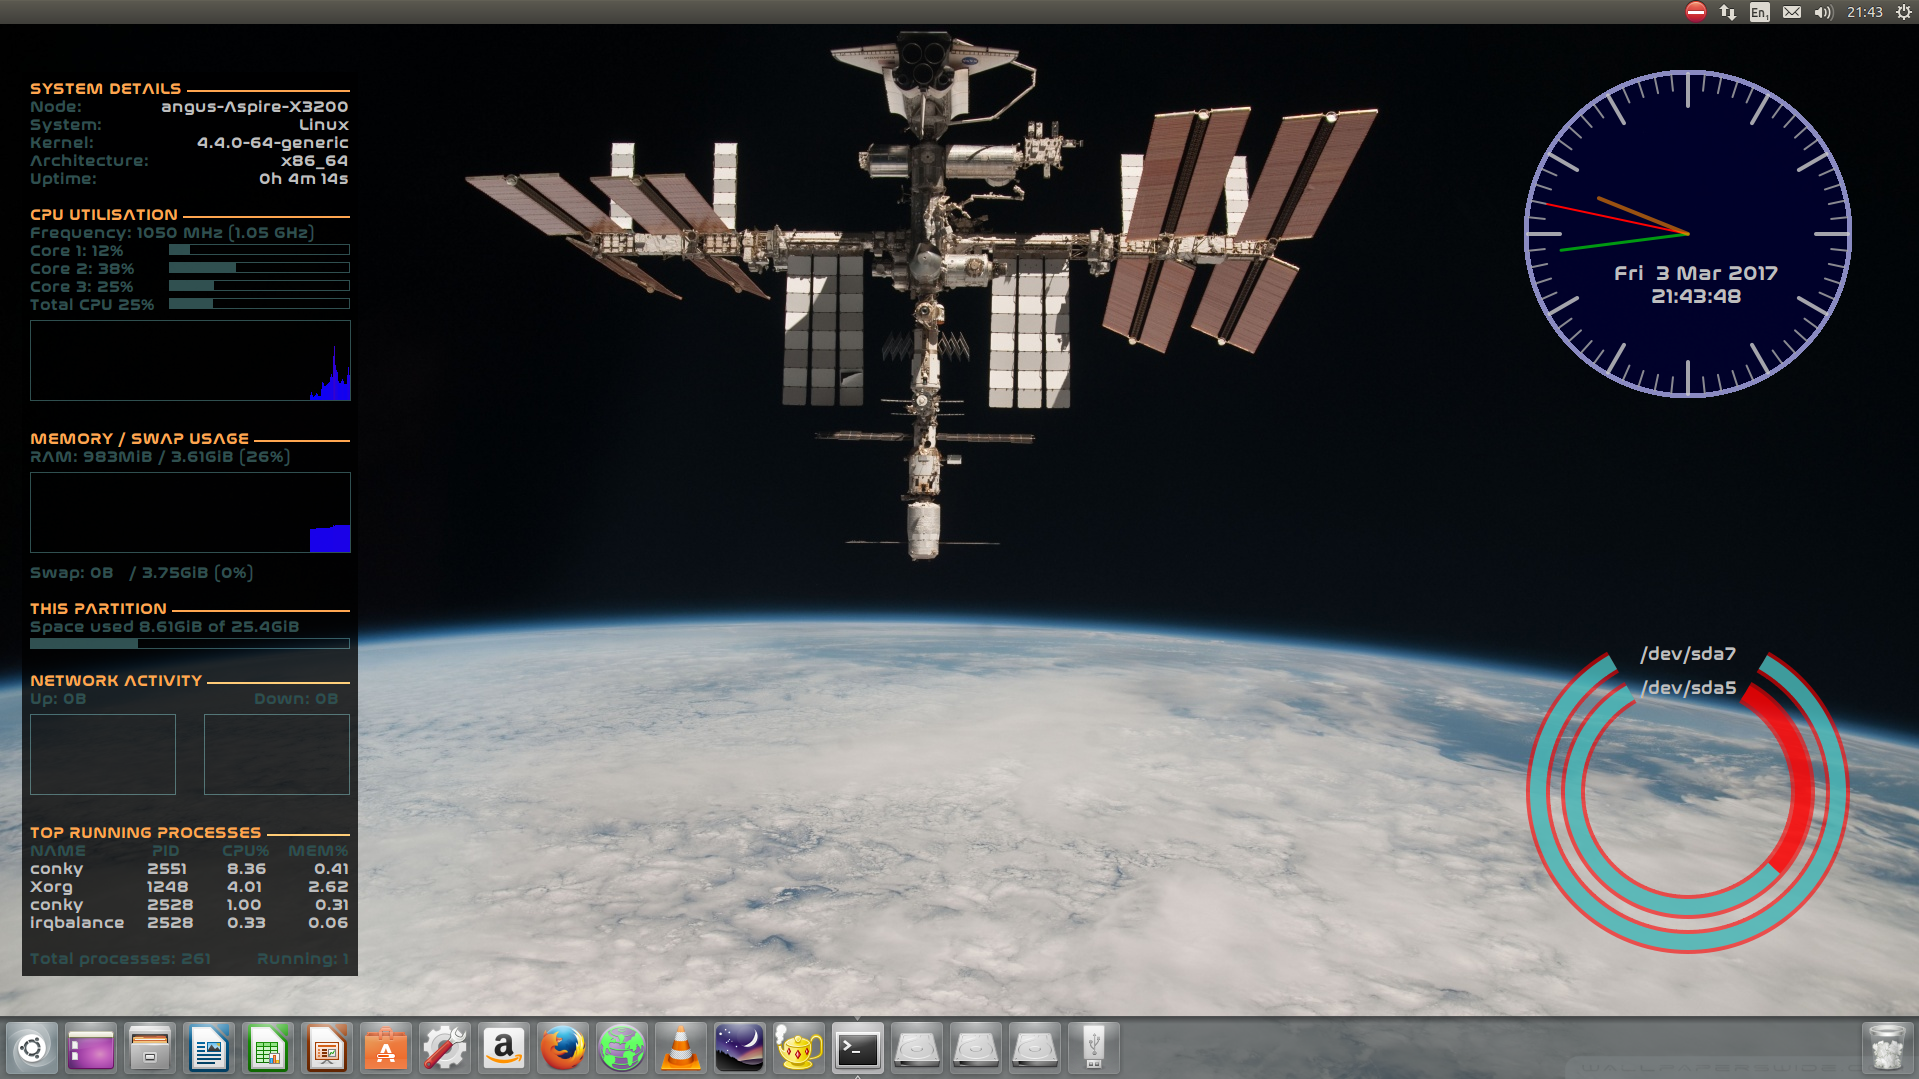 En1
21:43
SYSTEM DETAILS
Node: angus-Aspire-X3200
System: Linux
Kernel: 4.4.0-64-generic
Architecture: x86_64
Uptime: 0h 4m 14s
CPU UTILISATION
Frequency: 1050 MHz (1.05 GHz)
Core 1: 12%
Core 2: 38%
Core 3: 25%
Total CPU 25%
MEMORY / SWAP USAGE
RAM: 983MiB / 3.61GiB (26%)
Swap: 0B / 3.75GiB (0%)
THIS PARTITION
Space used 8.61GiB of 25.4GiB
NETWORK ACTIVITY
Up: 0B Down: 0B
TOP RUNNING PROCESSES
NAME PID CPU% MEM%
conky 2551 8.36 0.41
Xorg 1248 4.01 2.62
conky 2528 1.00 0.31
irqbalance 2528 0.33 0.06
Total processes: 261 Running: 1
Fri 3 Mar 2017
21:43:48
/dev/sda7
/dev/sda5
a
>_